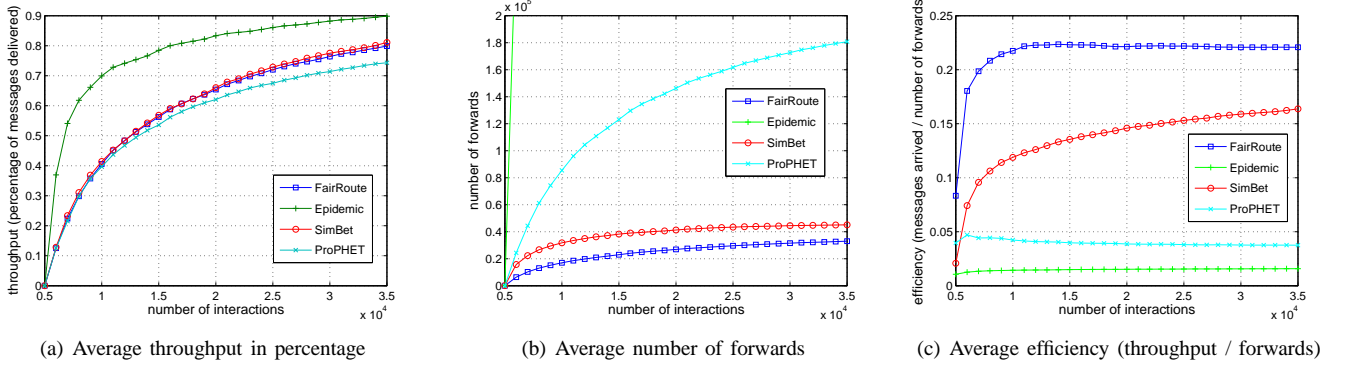 0.9
0.8
0.7
0.6
0.5
0.4
0.3
0.2
0.1
0
0.5 1 1.5 2 2.5 3 3.5
x 10^4
throughput (percentage of messages delivered)
number of interactions
FairRoute
Epidemic
SimBet
ProPHET
(a) Average throughput in percentage
2 x 10^5
1.8
1.6
1.4
1.2
1
0.8
0.6
0.4
0.2
0
0.5 1 1.5 2 2.5 3 3.5
x 10^4
number of forwards
number of interactions
FairRoute
Epidemic
SimBet
ProPHET
(b) Average number of forwards
0.25
0.2
0.15
0.1
0.05
0
0.5 1 1.5 2 2.5 3 3.5
x 10^4
efficiency (messages arrived / number of forwards)
number of interactions
FairRoute
Epidemic
SimBet
ProPHET
(c) Average efficiency (throughput / forwards)